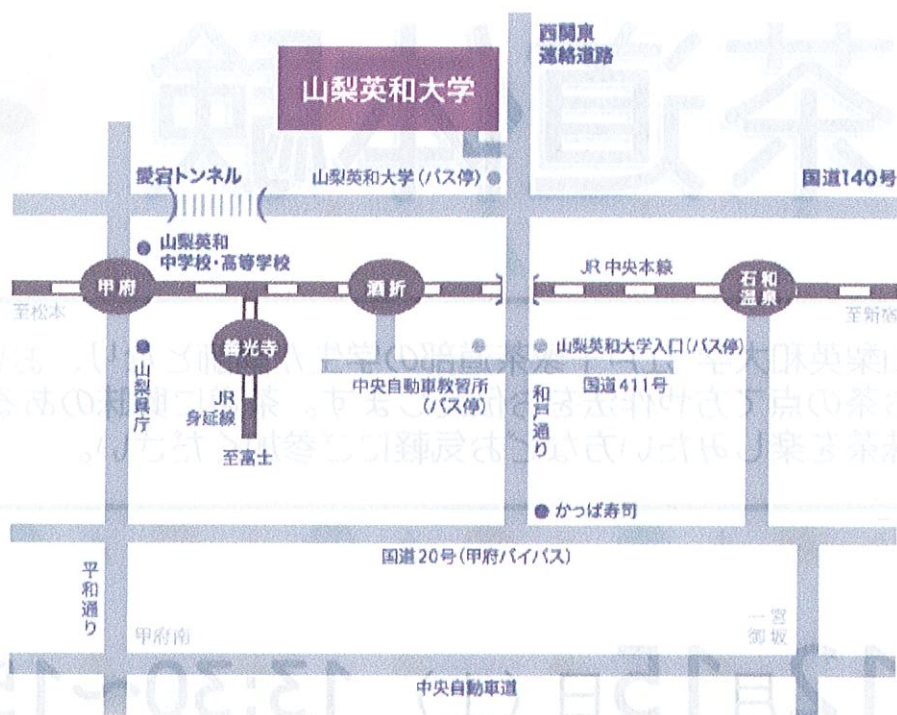 西関東
連絡道路
山梨英和大学
愛宕トンネル
山梨英和大学(バス停)
国道140号
山梨英和
中学校・高等学校
JR中央本線
甲府
酒折
石和
温泉
至松本
至新宿
善光寺
山梨県庁
山梨英和大学入口(バス停)
中央自動車教習所
(バス停)
国道411号
和戸通り
JR
身延線
至富士
かっぱ寿司
国道20号(甲府バイパス)
平和通り
甲府南
一宮
御坂
中央自動車道